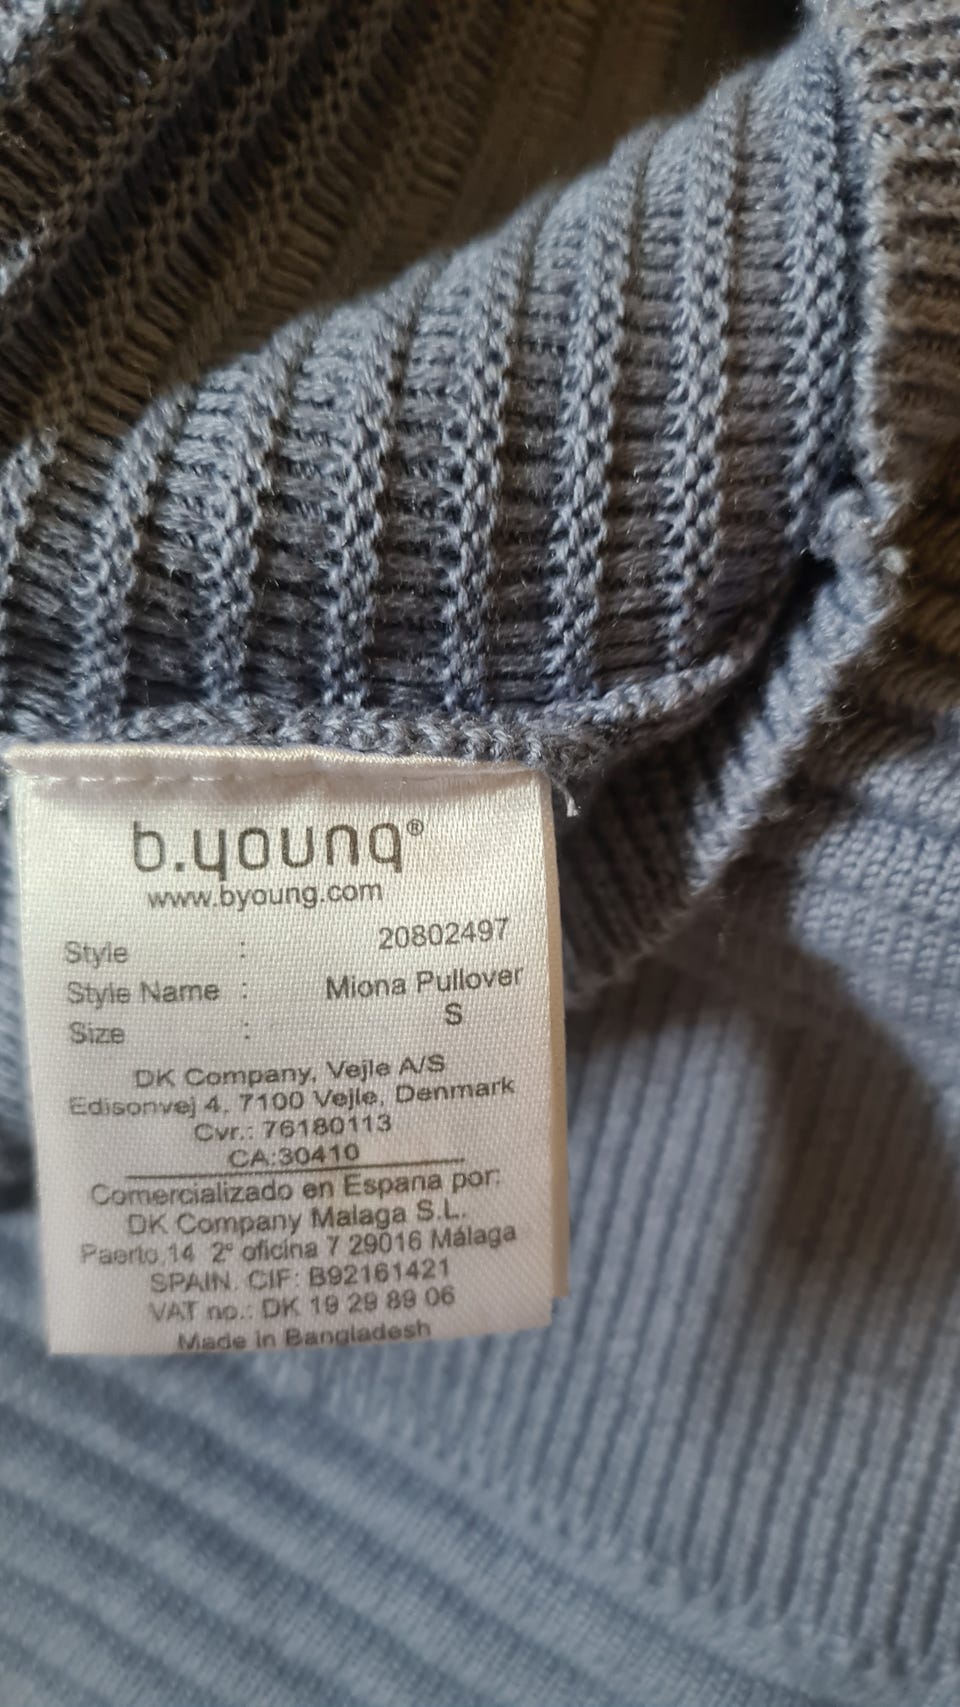 b.young®
www.byoung.com
Style : 20802497
Style Name : Miona Pullover
Size : S
DK Company, Vejle A/S
Edisonvej 4, 7100 Vejle, Denmark
Cvr.: 76180113
CA:30410
Comercializado en Espana por:
DK Company Malaga S.L.
Paerto,14 2º oficina 7 29016 Málaga
SPAIN. CIF: B92161421
VAT no.: DK 19 29 89 06
Made in Bangladesh